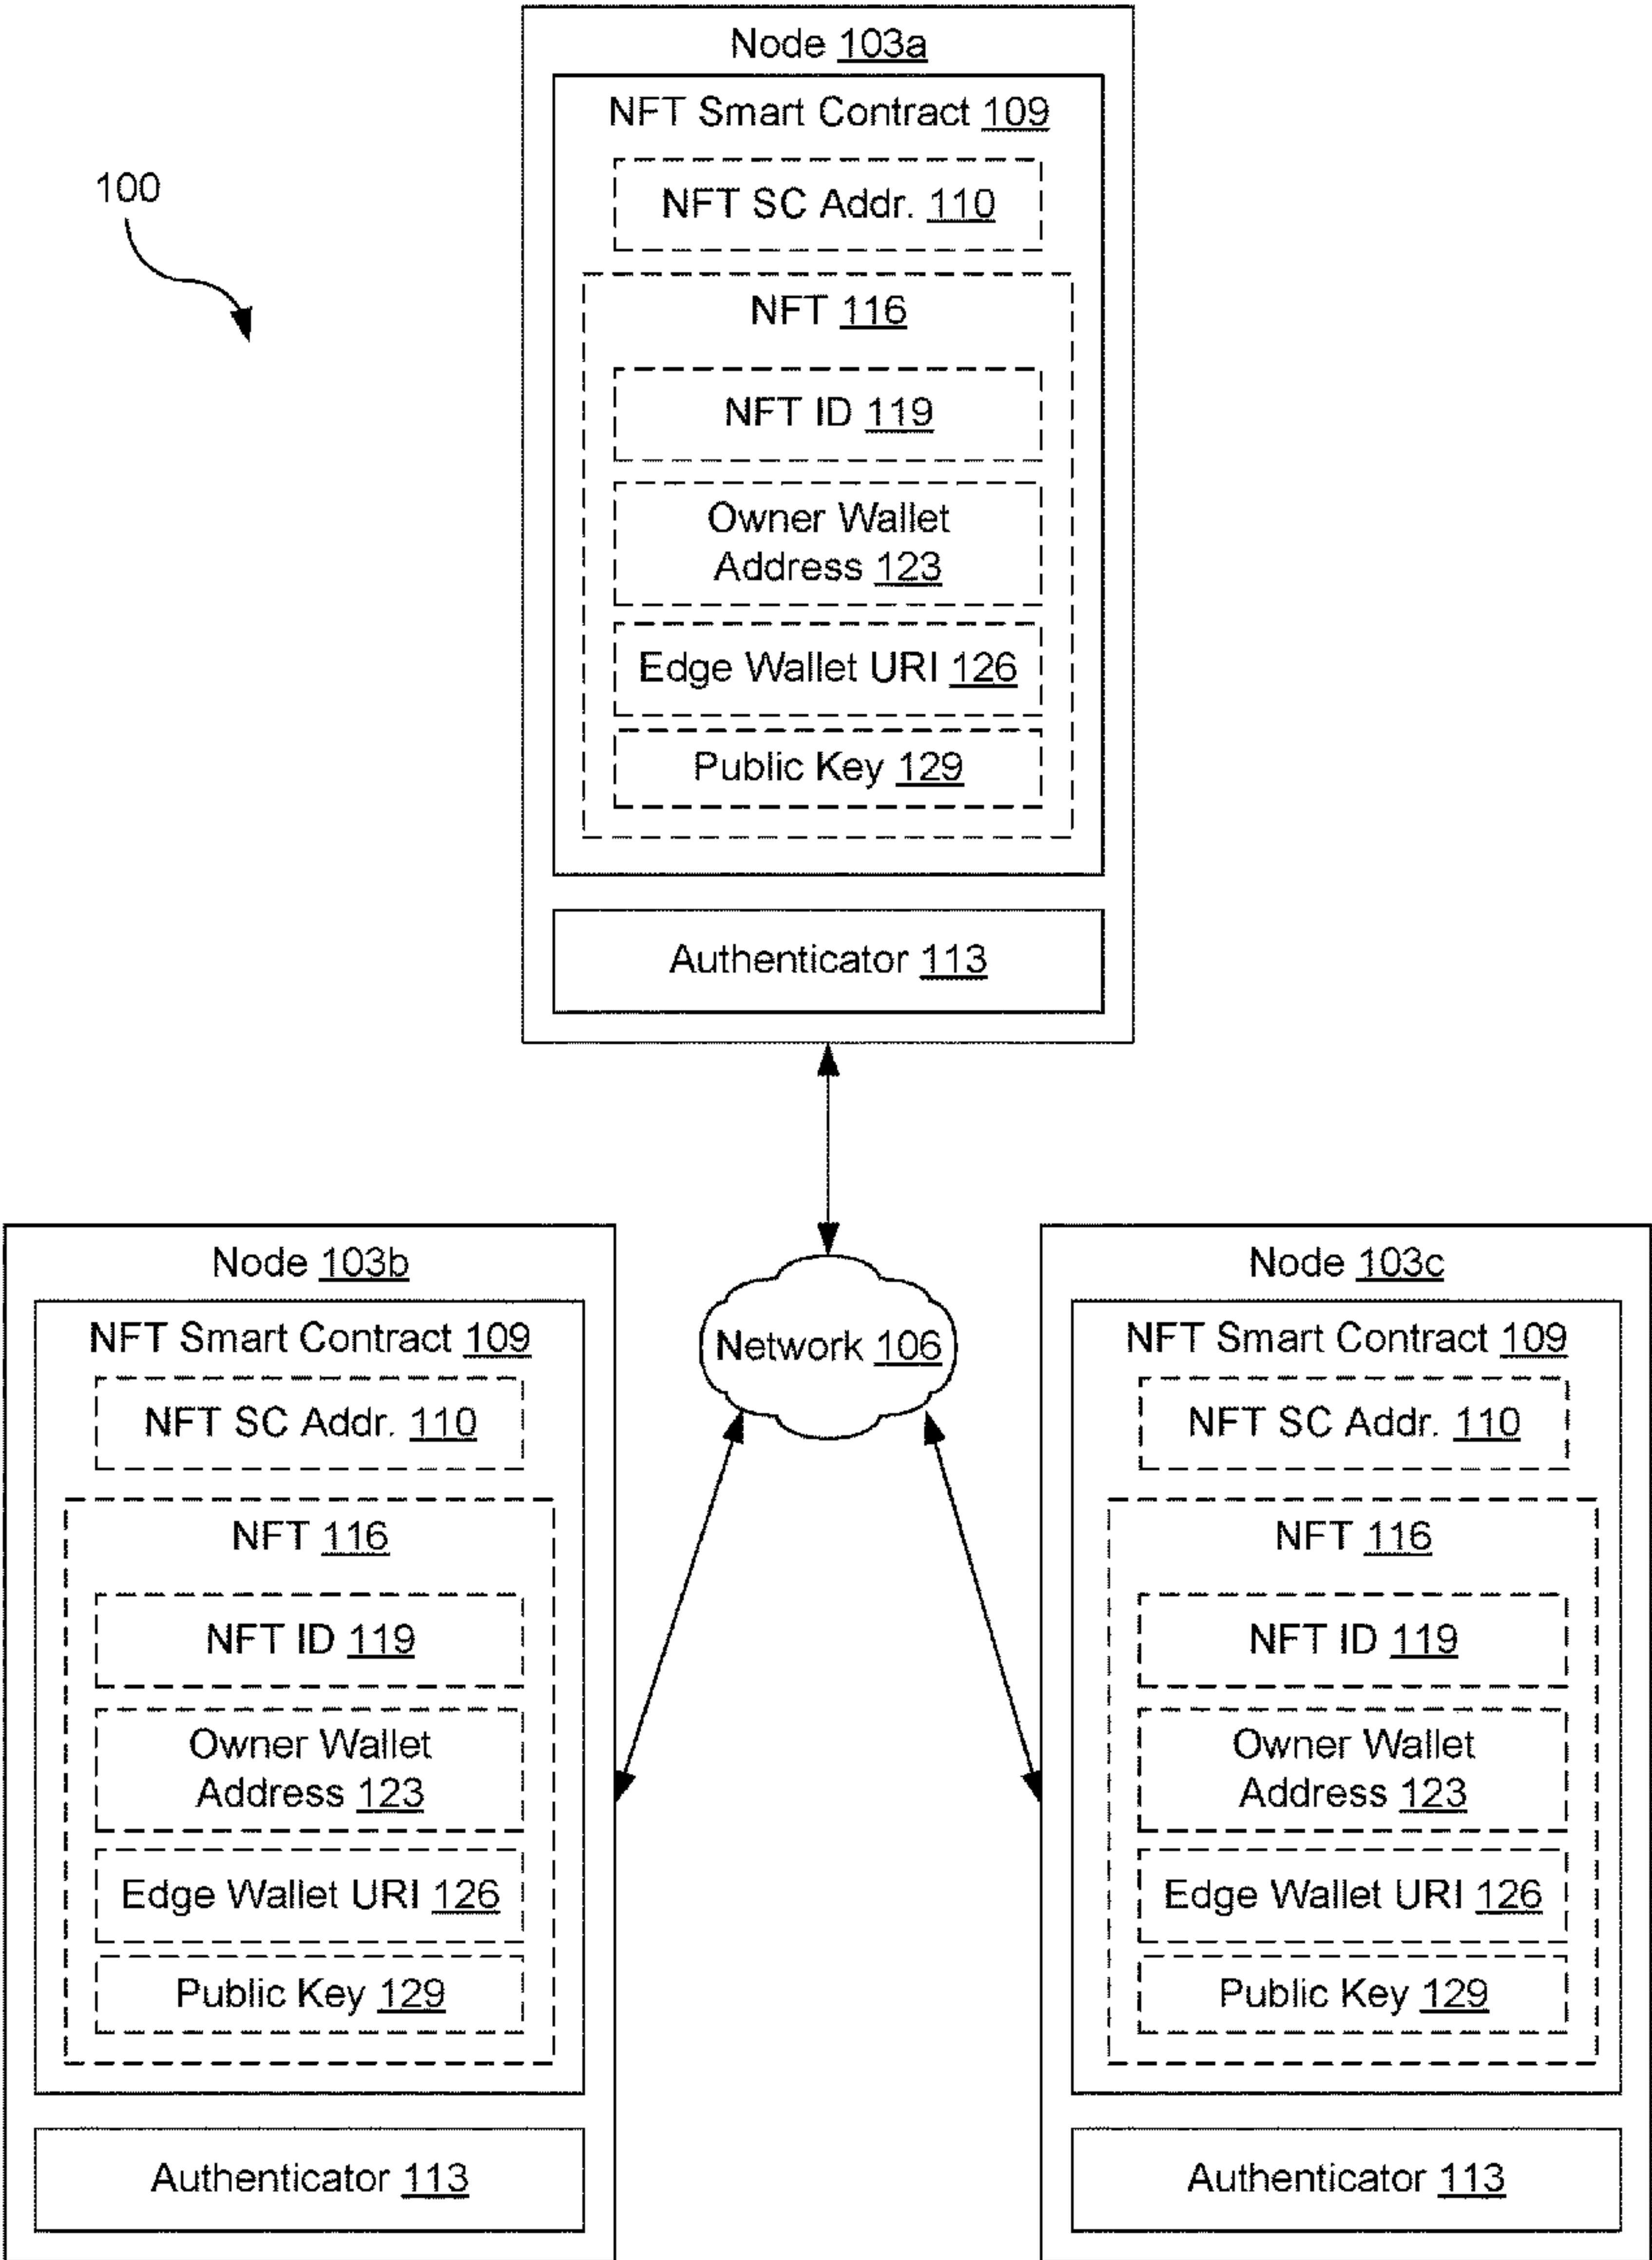 Node 103a
NFT Smart Contract 109
NFT SC Addr. 110
100
NFT 116
NFT ID 119
Owner Wallet
Address 123
Edge Wallet URI 126
Public Key 129
Authenticator 113
Network 106
Node 103b
NFT Smart Contract 109
NFT SC Addr. 110
NFT 116
NFT ID 119
Owner Wallet
Address 123
Edge Wallet URI 126
Public Key 129
Authenticator 113
Node 103c
NFT Smart Contract 109
NFT SC Addr. 110
NFT 116
NFT ID 119
Owner Wallet
Address 123
Edge Wallet URI 126
Public Key 129
Authenticator 113